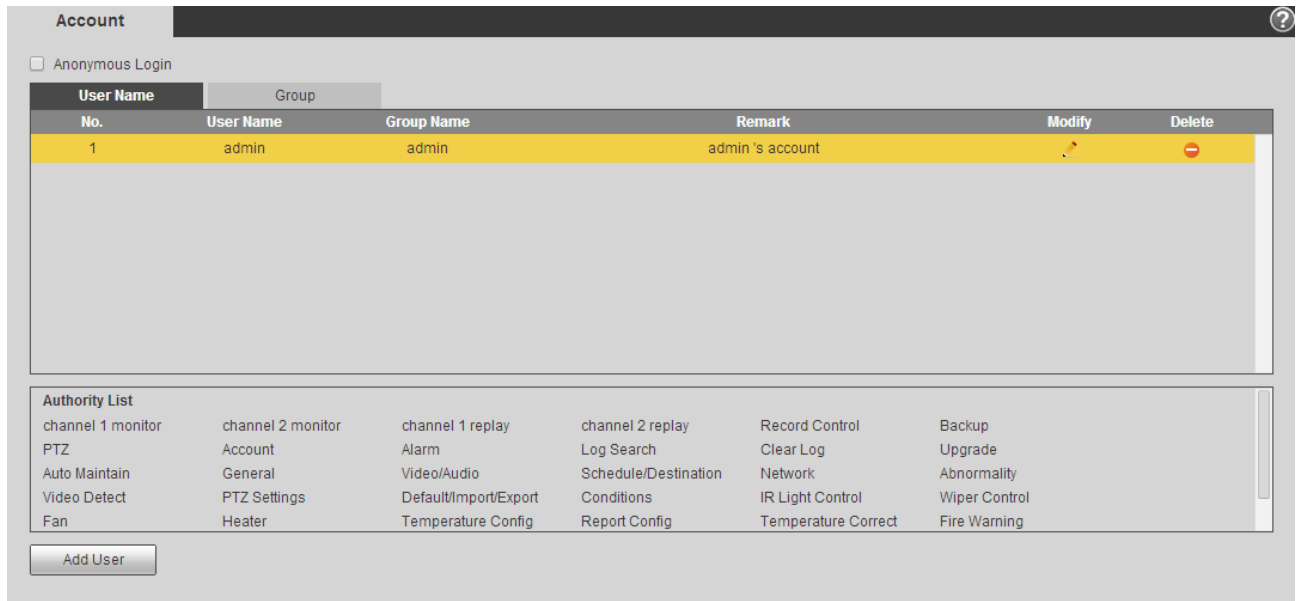 Account ?
Anonymous Login
User Name Group
No. User Name Group Name Remark Modify Delete
1 admin admin admin 's account
Authority List
channel 1 monitor channel 2 monitor channel 1 replay channel 2 replay Record Control Backup
PTZ Account Alarm Log Search Clear Log Upgrade
Auto Maintain General Video/Audio Schedule/Destination Network Abnormality
Video Detect PTZ Settings Default/Import/Export Conditions IR Light Control Wiper Control
Fan Heater Temperature Config Report Config Temperature Correct Fire Warning
Add User